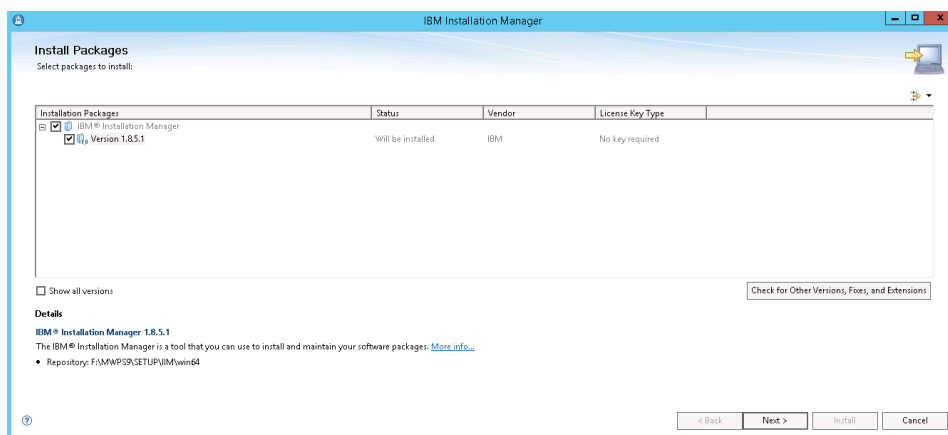 IBM Installation Manager
Install Packages
Select packages to install:
Installation Packages Status Vendor License Key Type
IBM® Installation Manager
Version 1.8.5.1 Will be installed IBM No key required
Show all versions Check for Other Versions, Fixes, and Extensions
Details
IBM® Installation Manager 1.8.5.1
The IBM® Installation Manager is a tool that you can use to install and maintain your software packages. More info...
• Repository: F:\MWPS9\SETUP\IIM\win64
? < Back Next > Install Cancel